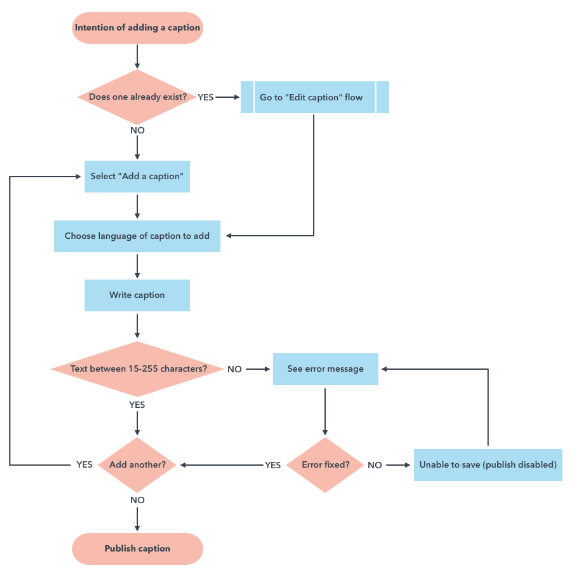 Intention of adding a caption
Does one already exist?
YES
Go to "Edit caption" flow
NO
Select "Add a caption"
Choose language of caption to add
Write caption
Text between 15-255 characters?
NO
See error message
YES
YES
Add another?
YES
Error fixed?
NO
Unable to save (publish disabled)
NO
Publish caption